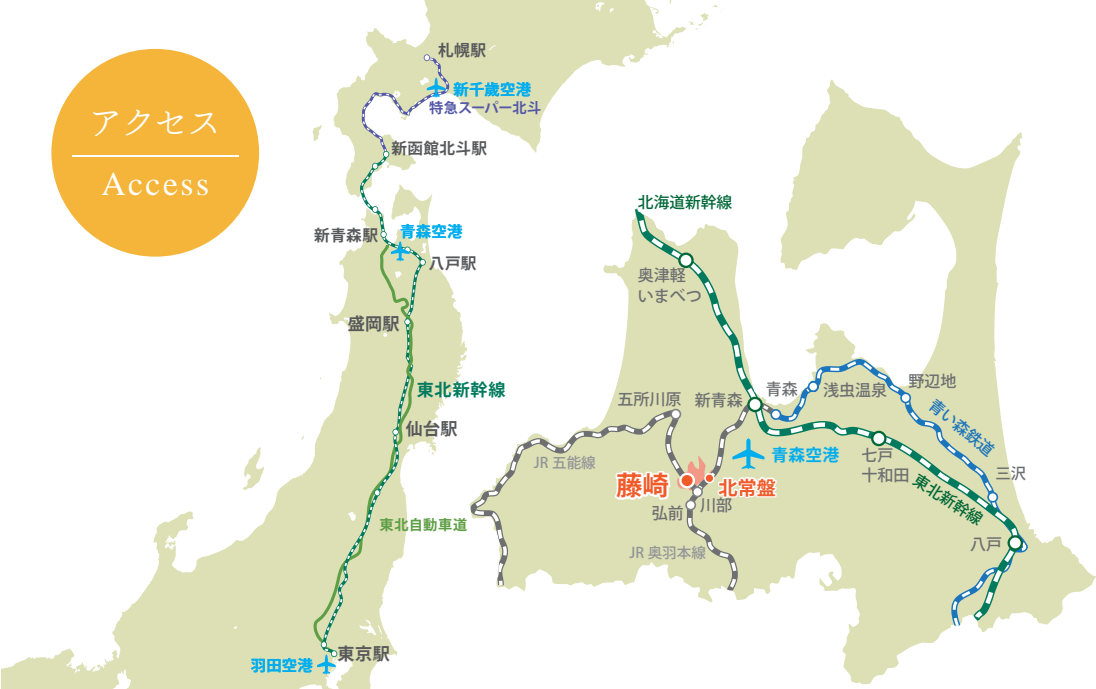 アクセス
Access
札幌駅
新千歳空港
特急スーパー北斗
新函館北斗駅
新青森駅
青森空港
八戸駅
盛岡駅
東北新幹線
仙台駅
東北自動車道
東京駅
羽田空港
北海道新幹線
奥津軽
いまべつ
五所川原
新青森
青森
浅虫温泉
野辺地
青い森鉄道
JR 五能線
青森空港
七戸
十和田
三沢
東北新幹線
藤崎
北常盤
川部
弘前
八戸
JR 奥羽本線